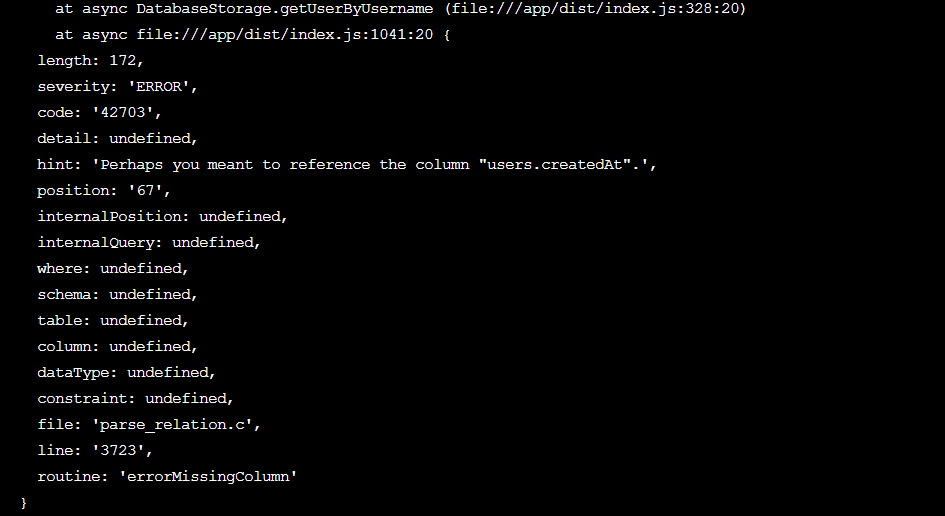 at async DatabaseStorage.getUserByUsername (file:///app/dist/index.js:328:20)
at async file:///app/dist/index.js:1041:20 {
length: 172,
severity: 'ERROR',
code: '42703',
detail: undefined,
hint: 'Perhaps you meant to reference the column "users.createdAt".',
position: '67',
internalPosition: undefined,
internalQuery: undefined,
where: undefined,
schema: undefined,
table: undefined,
column: undefined,
dataType: undefined,
constraint: undefined,
file: 'parse_relation.c',
line: '3723',
routine: 'errorMissingColumn'
}